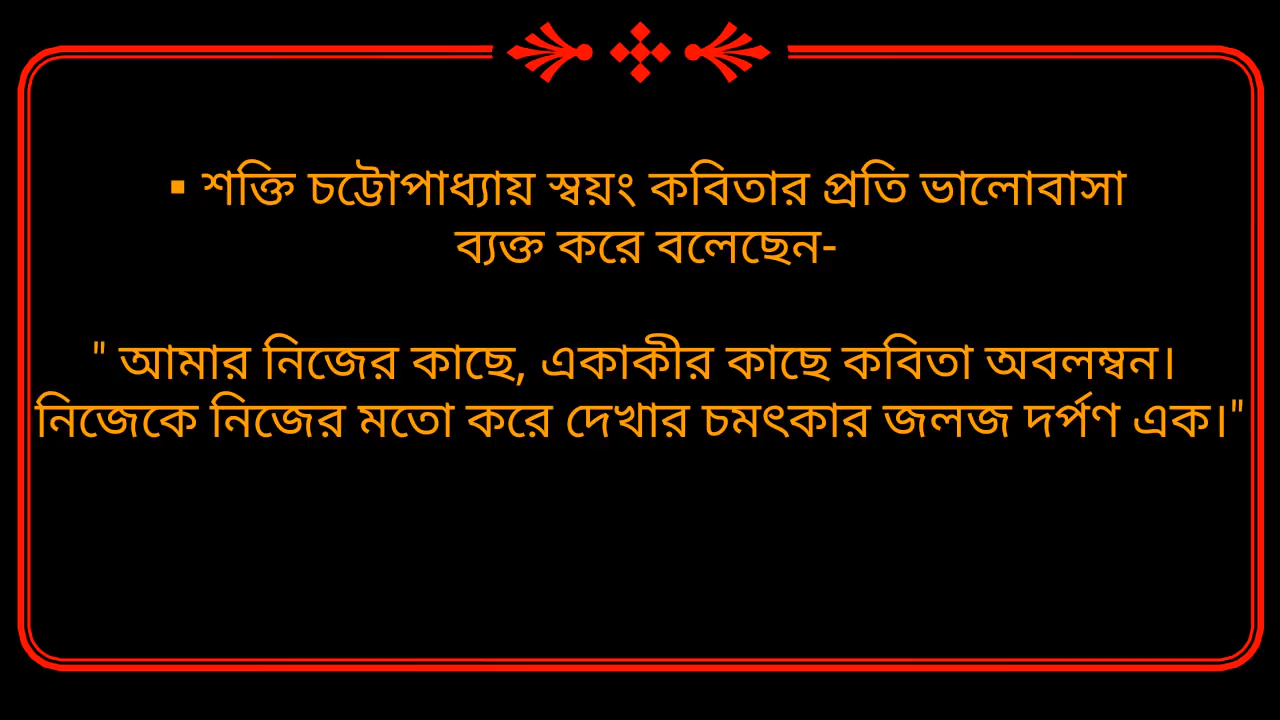 ▪ শক্তি চট্টোপাধ্যায় স্বয়ং কবিতার প্রতি ভালোবাসা
ব্যক্ত করে বলেছেন-
" আমার নিজের কাছে, একাকীর কাছে কবিতা অবলম্বন।
নিজেকে নিজের মতো করে দেখার চমৎকার জলজ দর্পণ এক।"